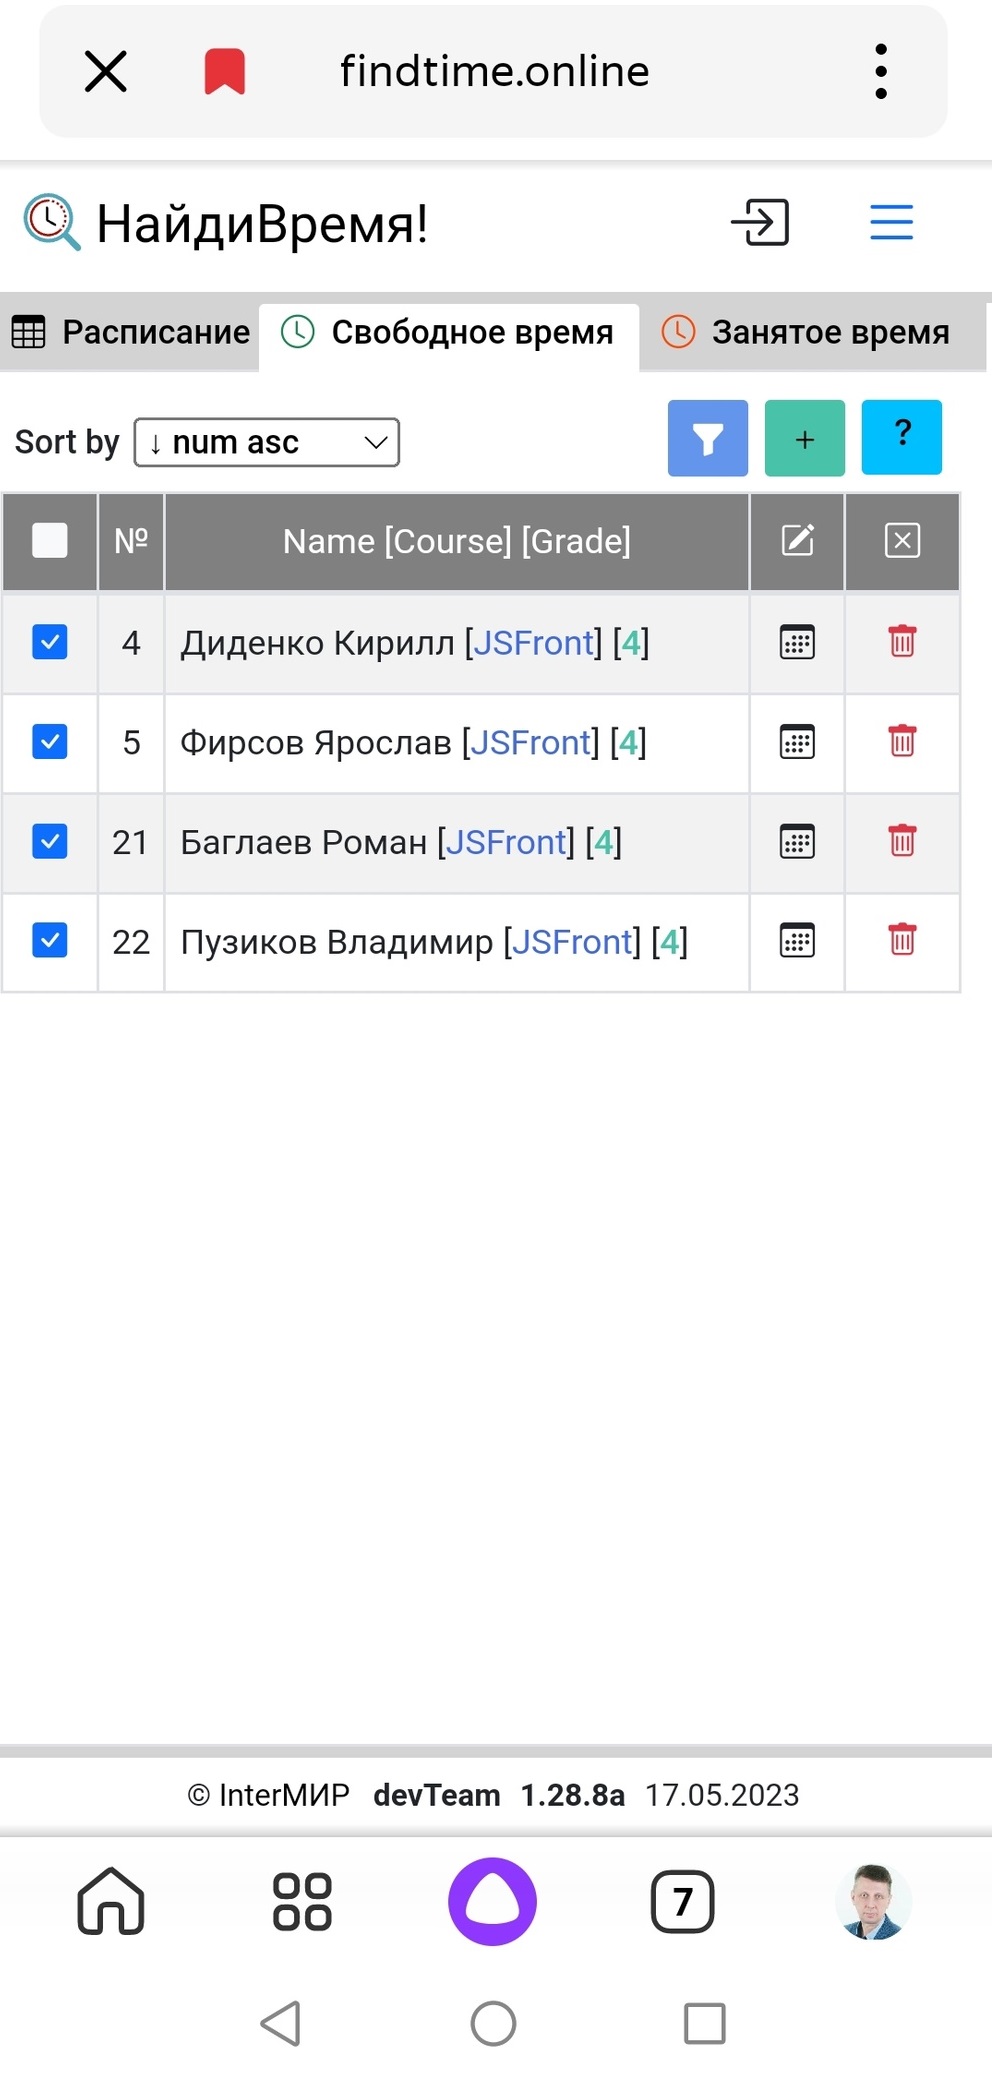 findtime.online
НайдиВремя!
Расписание Свободное время Занятое время
Sort by ↓ num asc + ?
№ Name [Course] [Grade]
4 Диденко Кирилл [JSFront] [4]
5 Фирсов Ярослав [JSFront] [4]
21 Баглаев Роман [JSFront] [4]
22 Пузиков Владимир [JSFront] [4]
© InterМИР devTeam 1.28.8a 17.05.2023
7